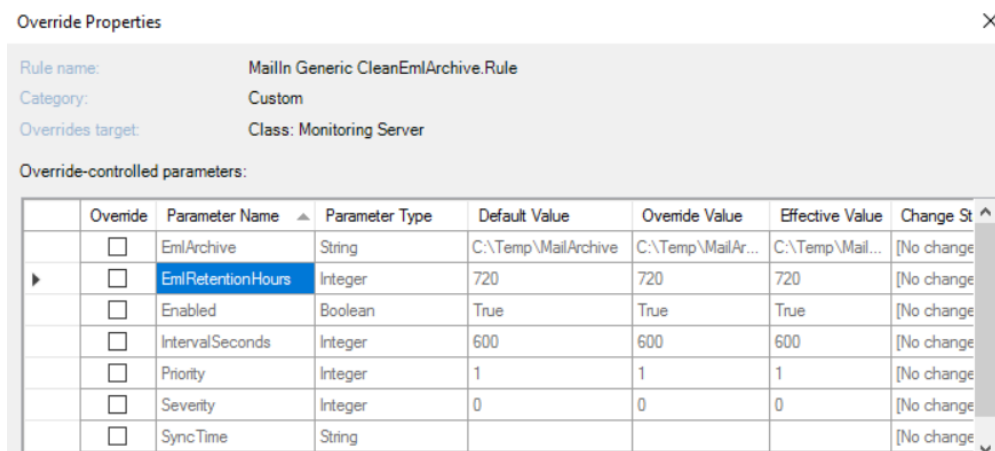 Override Properties
Rule name: MailIn Generic CleanEmlArchive.Rule
Category: Custom
Overrides target: Class: Monitoring Server
Override-controlled parameters:
Override Parameter Name Parameter Type Default Value Override Value Effective Value Change St
EmlArchive String C:\Temp\MailArchive C:\Temp\MailAr... C:\Temp\Mail... [No change
EmlRetentionHours Integer 720 720 720 [No change
Enabled Boolean True True True [No change
IntervalSeconds Integer 600 600 600 [No change
Priority Integer 1 1 1 [No change
Severity Integer 0 0 0 [No change
SyncTime String [No change